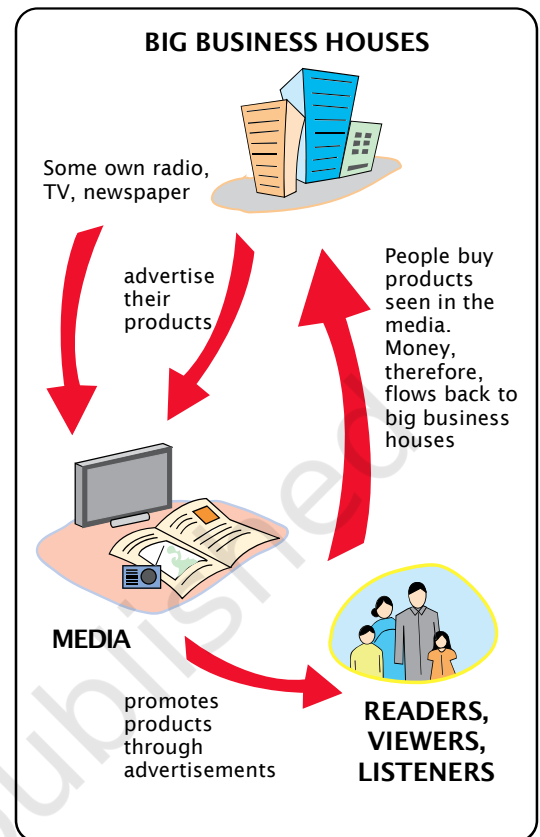 BIG BUSINESS HOUSES
Some own radio,
TV, newspaper
advertise
their
products
People buy
products
seen in the
media.
Money,
therefore,
flows back to
big business
houses
MEDIA
promotes
products
through
advertisements
READERS,
VIEWERS,
LISTENERS
ublished